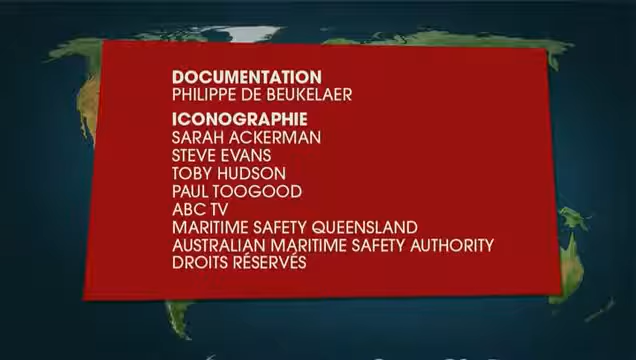 DOCUMENTATION
PHILIPPE DE BEUKELAER
ICONOGRAPHIE
SARAH ACKERMAN
STEVE EVANS
TOBY HUDSON
PAUL TOOGOOD
ABC TV
MARITIME SAFETY QUEENSLAND
AUSTRALIAN MARITIME SAFETY AUTHORITY
DROITS RÉSERVÉS